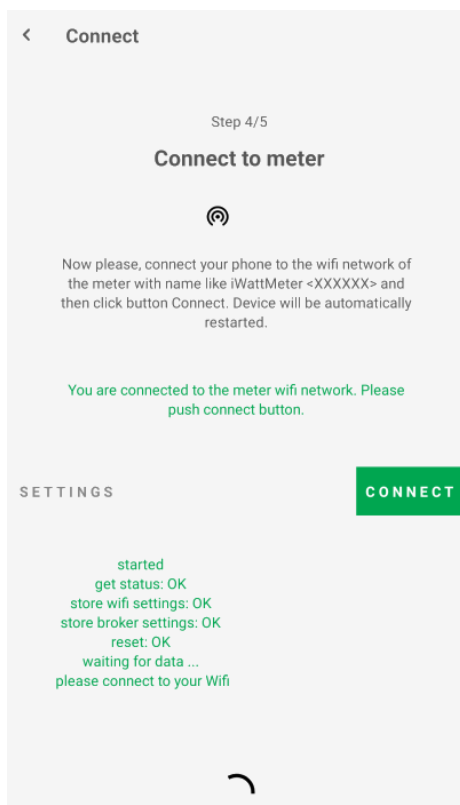 Connect
Step 4/5
Connect to meter
Now please, connect your phone to the wifi network of
the meter with name like iWattMeter <XXXXXX> and
then click button Connect. Device will be automatically
restarted.
You are connected to the meter wifi network. Please
push connect button.
SETTINGS
CONNECT
started
get status: OK
store wifi settings: OK
store broker settings: OK
reset: OK
waiting for data ...
please connect to your Wifi